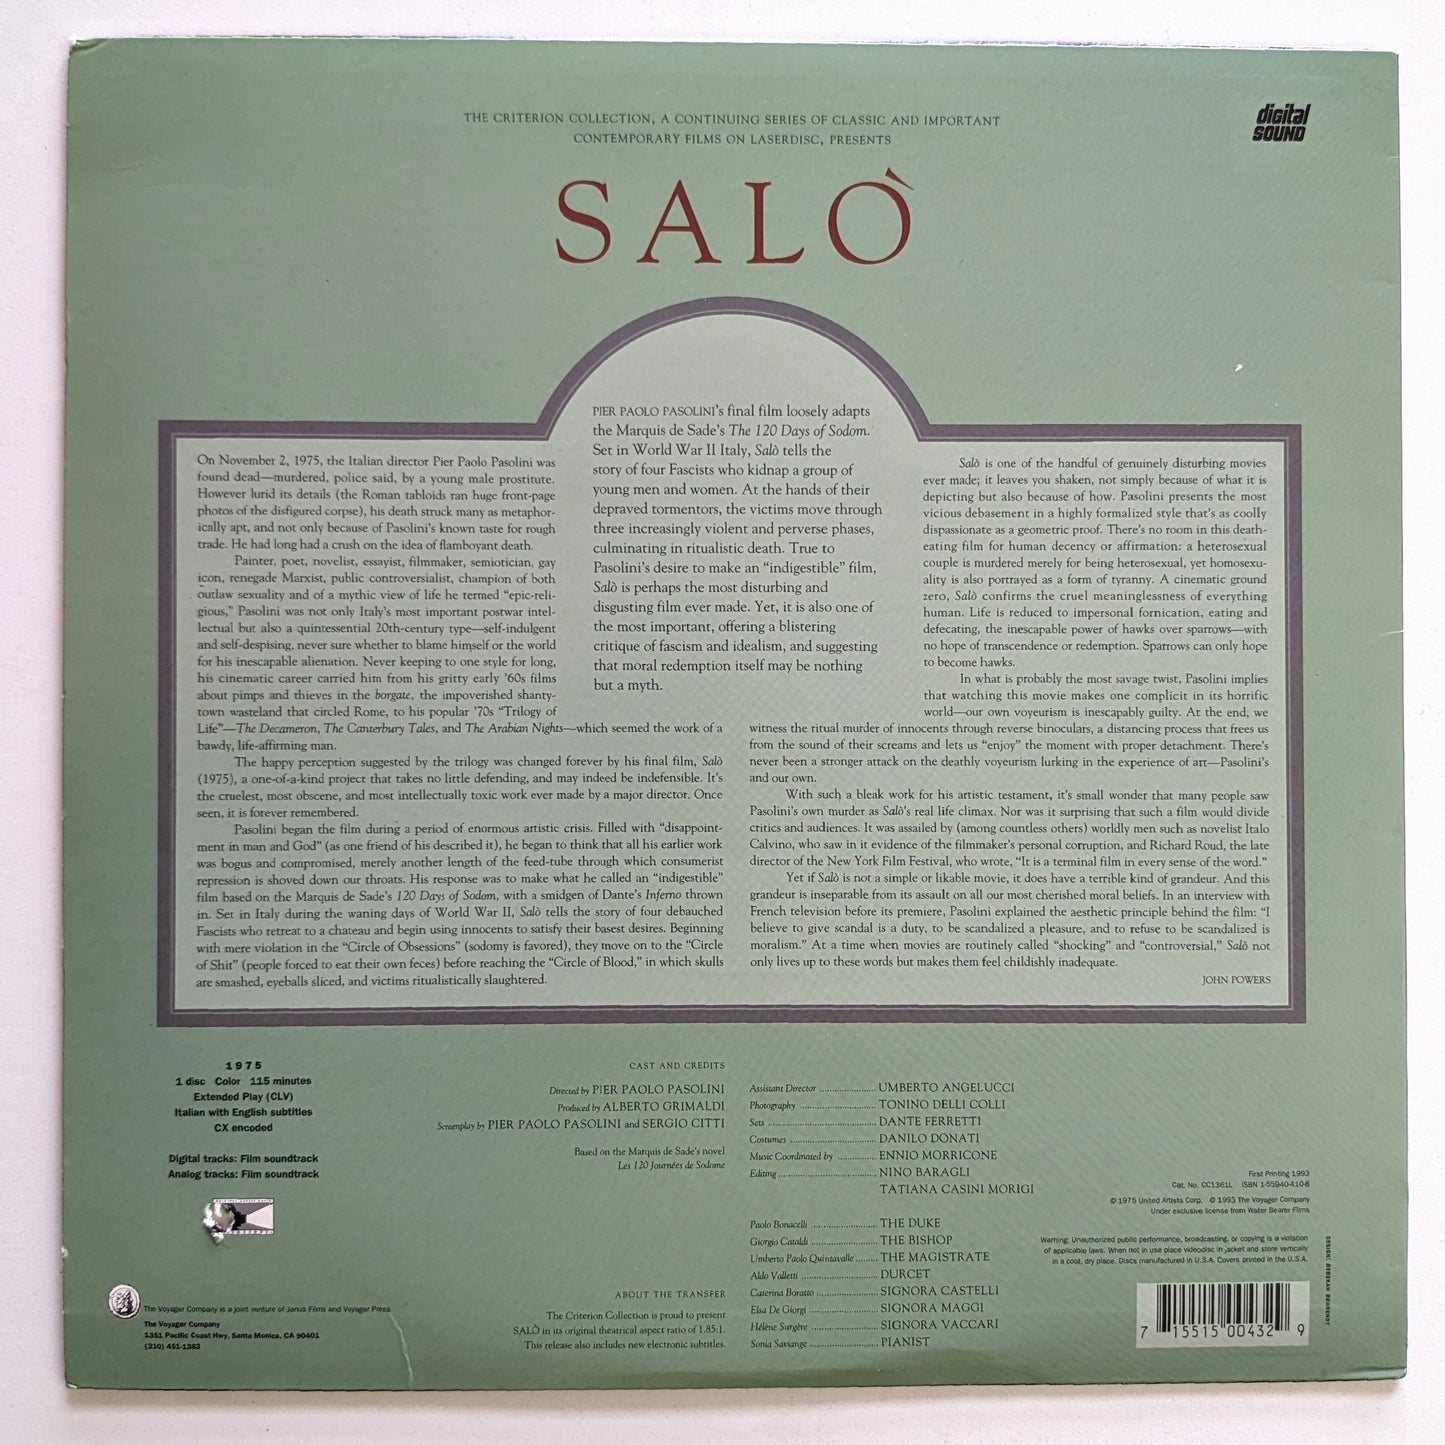 THE CRITERION COLLECTION, A CONTINUING SERIES OF CLASSIC AND IMPORTANT
CONTEMPORARY FILMS ON LASERDISC, PRESENTS
digital
SOUND
SALÒ
PIER PAOLO PASOLINI's final film loosely adapts
the Marquis de Sade's The 120 Days of Sodom.
Set in World War II Italy, Salò tells the
story of four Fascists who kidnap a group of
young men and women. At the hands of their
depraved tormentors, the victims move through
three increasingly violent and perverse phases,
culminating in ritualistic death. True to
Pasolini's desire to make an "indigestible" film,
Salò is perhaps the most disturbing and
disgusting film ever made. Yet, it is also one of
the most important, offering a blistering
critique of fascism and idealism, and suggesting
that moral redemption itself may be nothing
but a myth.
On November 2, 1975, the Italian director Pier Paolo Pasolini was
found dead—murdered, police said, by a young male prostitute.
However lurid its details (the Roman tabloids ran huge front-page
photos of the disfigured corpse), his death struck many as metaphor-
ically apt, and not only because of Pasolini's known taste for rough
trade. He had long had a crush on the idea of flamboyant death.
Painter, poet, novelist, essayist, filmmaker, semiotician, gay
icon, renegade Marxist, public controversialist, champion of both
outlaw sexuality and of a mythic view of life he termed "epic-reli-
gious," Pasolini was not only Italy's most important postwar intel-
lectual but also a quintessential 20th-century type—self-indulgent
and self-despising, never sure whether to blame himself or the world
for his inescapable alienation. Never keeping to one style for long,
his cinematic career carried him from his gritty early '60s films
about pimps and thieves in the borgate, the impoverished shanty-
town wasteland that circled Rome, to his popular '70s "Trilogy of
Life"—The Decameron, The Canterbury Tales, and The Arabian Nights—which seemed the work of a
bawdy, life-affirming man.
The happy perception suggested by the trilogy was changed forever by his final film, Salò
(1975), a one-of-a-kind project that takes no little defending, and may indeed be indefensible. It's
the cruelest, most obscene, and most intellectually toxic work ever made by a major director. Once
seen, it is forever remembered.
Pasolini began the film during a period of enormous artistic crisis. Filled with "disappoint-
ment in man and God" (as one friend of his described it), he began to think that all his earlier work
was bogus and compromised, merely another length of the feed-tube through which consumerist
repression is shoved down our throats. His response was to make what he called an "indigestible"
film based on the Marquis de Sade's 120 Days of Sodom, with a smidgen of Dante's Inferno thrown
in. Set in Italy during the waning days of World War II, Salò tells the story of four debauched
Fascists who retreat to a chateau and begin using innocents to satisfy their basest desires. Beginning
with mere violation in the "Circle of Obsessions" (sodomy is favored), they move on to the "Circle
of Shit" (people forced to eat their own feces) before reaching the "Circle of Blood," in which skulls
are smashed, eyeballs sliced, and victims ritualistically slaughtered.
Salò is one of the handful of genuinely disturbing movies
ever made; it leaves you shaken, not simply because of what it is
depicting but also because of how. Pasolini presents the most
vicious debasement in a highly formalized style that's as coolly
dispassionate as a geometric proof. There's no room in this death-
eating film for human decency or affirmation: a heterosexual
couple is murdered merely for being heterosexual, yet homosexu-
ality is also portrayed as a form of tyranny. A cinematic ground
zero, Salò confirms the cruel meaninglessness of everything
human. Life is reduced to impersonal fornication, eating and
defecating, the inescapable power of hawks over sparrows—with
no hope of transcendence or redemption. Sparrows can only hope
to become hawks.
In what is probably the most savage twist, Pasolini implies
that watching this movie makes one complicit in its horrific
world—our own voyeurism is inescapably guilty. At the end, we
witness the ritual murder of innocents through reverse binoculars, a distancing process that frees us
from the sound of their screams and lets us "enjoy" the moment with proper detachment. There's
never been a stronger attack on the deathly voyeurism lurking in the experience of art—Pasolini's
and our own.
With such a bleak work for his artistic testament, it's small wonder that many people saw
Pasolini's own murder as Salò's real life climax. Nor was it surprising that such a film would divide
critics and audiences. It was assailed by (among countless others) worldly men such as novelist Italo
Calvino, who saw in it evidence of the filmmaker's personal corruption, and Richard Roud, the late
director of the New York Film Festival, who wrote, "It is a terminal film in every sense of the word."
Yet if Salò is not a simple or likable movie, it does have a terrible kind of grandeur. And this
grandeur is inseparable from its assault on all our most cherished moral beliefs. In an interview with
French television before its premiere, Pasolini explained the aesthetic principle behind the film: "I
believe to give scandal is a duty, to be scandalized a pleasure, and to refuse to be scandalized is
moralism." At a time when movies are routinely called "shocking" and "controversial," Salò not
only lives up to these words but makes them feel childishly inadequate.
JOHN POWERS
1975
1 disc Color 115 minutes
Extended Play (CLV)
Italian with English subtitles
CX encoded
Digital tracks: Film soundtrack
Analog tracks: Film soundtrack
CAST AND CREDITS
Directed by PIER PAOLO PASOLINI
Produced by ALBERTO GRIMALDI
Screenplay by PIER PAOLO PASOLINI and SERGIO CITTI
Based on the Marquis de Sade's novel
Les 120 Journées de Sodome
Assistant Director ........ UMBERTO ANGELUCCI
Photography ........ TONINO DELLI COLLI
Sets ........ DANTE FERRETTI
Costumes ........ DANILO DONATI
Music Coordinated by ........ ENNIO MORRICONE
Editing ........ NINO BARAGLI
TATIANA CASINI MORIGI
Paolo Bonacelli ........ THE DUKE
Giorgio Cataldi ........ THE BISHOP
Umberto Paolo Quintavalle ........ THE MAGISTRATE
Aldo Valletti ........ DURCET
Caterina Boratto ........ SIGNORA CASTELLI
Elsa De Giorgi ........ SIGNORA MAGGI
Hélène Surgère ........ SIGNORA VACCARI
Sonia Saviange ........ PIANIST
ABOUT THE TRANSFER
The Criterion Collection is proud to present
SALÒ in its original theatrical aspect ratio of 1.85:1.
This release also includes new electronic subtitles.
The Voyager Company is a joint venture of Janus Films and Voyager Press
The Voyager Company
1351 Pacific Coast Hwy, Santa Monica, CA 90401
(310) 451-1383
First Printing 1993
Cat. No. CC1361L ISBN 1-55940-410-8
© 1975 United Artists Corp. © 1993 The Voyager Company
Under exclusive license from Water Bearer Films
Warning: Unauthorized public performance, broadcasting, or copying is a violation
of applicable laws. When not in use place videodisc in jacket and store vertically
in a cool, dry place. Discs manufactured in U.S.A. Covers printed in the U.S.A.
DESIGN: REBEKAH BEHRENDT
7 15515 00432 9